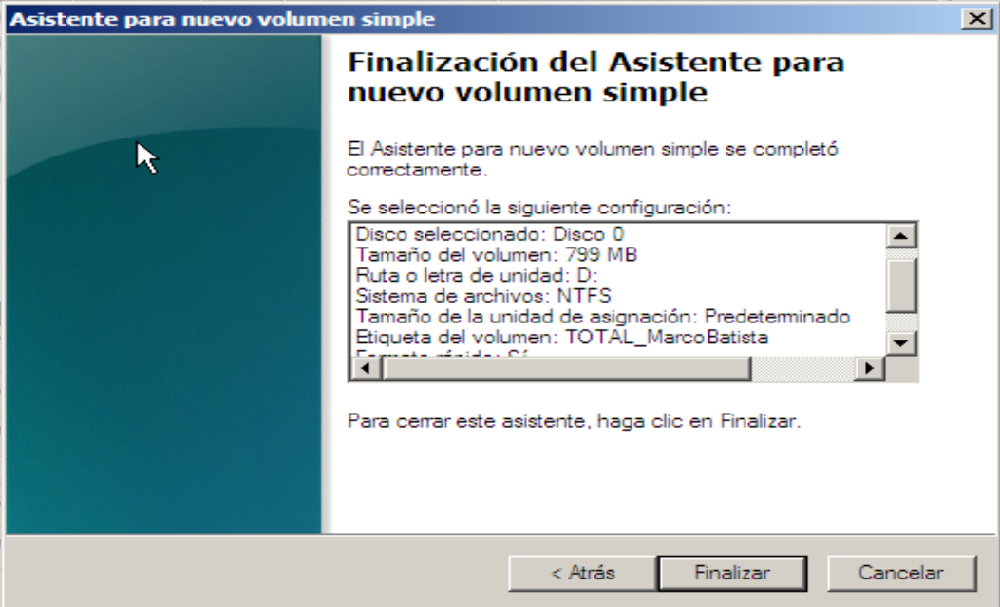 Asistente para nuevo volumen simple
Finalización del Asistente para
nuevo volumen simple
El Asistente para nuevo volumen simple se completó
correctamente.
Se seleccionó la siguiente configuración:
Disco seleccionado: Disco 0
Tamaño del volumen: 799 MB
Ruta o letra de unidad: D:
Sistema de archivos: NTFS
Tamaño de la unidad de asignación: Predeterminado
Etiqueta del volumen: TOTAL_MarcoBatista
Formato rápido: Sí
Para cerrar este asistente, haga clic en Finalizar.
< Atrás
Finalizar
Cancelar